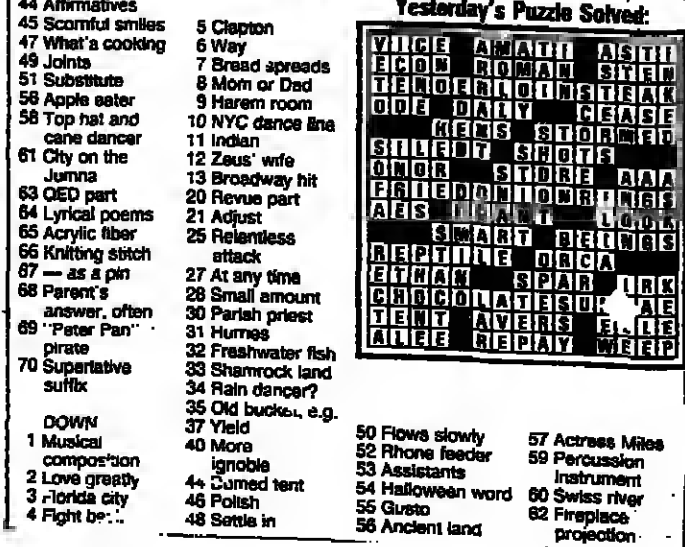 44 Affirmatives
45 Scornful smiles
47 What'a cooking
49 Joints
51 Substitute
56 Apple eater
58 Top hat and
cane dancer
61 City on the
Jumna
63 QED part
64 Lyrical poems
65 Acrylic fiber
66 Knitting stitch
67 — as a pin
68 Parent's
answer, often
69 "Peter Pan"
pirate
70 Superlative
suffix
DOWN
1 Musical
composition
2 Love greatly
3 Florida city
4 Fight
5 Clapton
6 Way
7 Bread spreads
8 Mom or Dad
9 Harem room
10 NYC dance line
11 Indian
12 Zeus' wife
13 Broadway hit
20 Revue part
21 Adjust
25 Relentless
attack
27 At any time
28 Small amount
30 Parish priest
31 Humes
32 Freshwater fish
33 Shamrock land
34 Rain dancer?
35 Old bucket, e.g.
37 Yield
40 More
ignoble
44 Domed tent
46 Polish
48 Settle in
Yesterday's Puzzle Solved:
VICE AMATI ASTI
ECON ROMAN STEN
TENDERLOINSTEAK
ODE DALY CEASE
HENS STORMED
SILENT SHOTS
ONOR STORE AAA
FRIEDONIONRINGS
AES ICANT LOOK
SMART BEINGS
REPTILE ORCA
ETHAN SPAR IRK
CHOCOLATESU AE
TENT AVERS E LE
ALEE REPAY WEEP
50 Flows slowly
52 Rhone feeder
53 Assistants
54 Halloween word
55 Gusto
56 Ancient land
57 Actress Miles
59 Percussion
instrument
60 Swiss river
62 Fireplace
projection